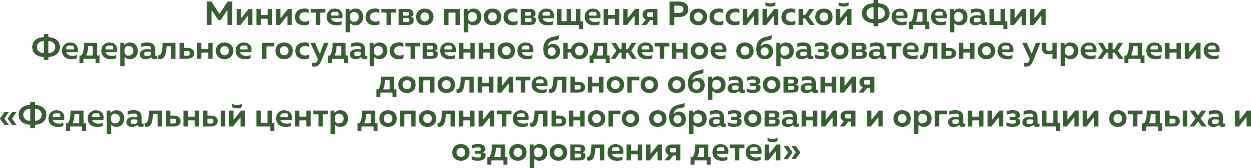 Министерство просвещения Российской Федерации
Федеральное государственное бюджетное образовательное учреждение
дополнительного образования
«Федеральный центр дополнительного образования и организации отдыха и
оздоровления детей»